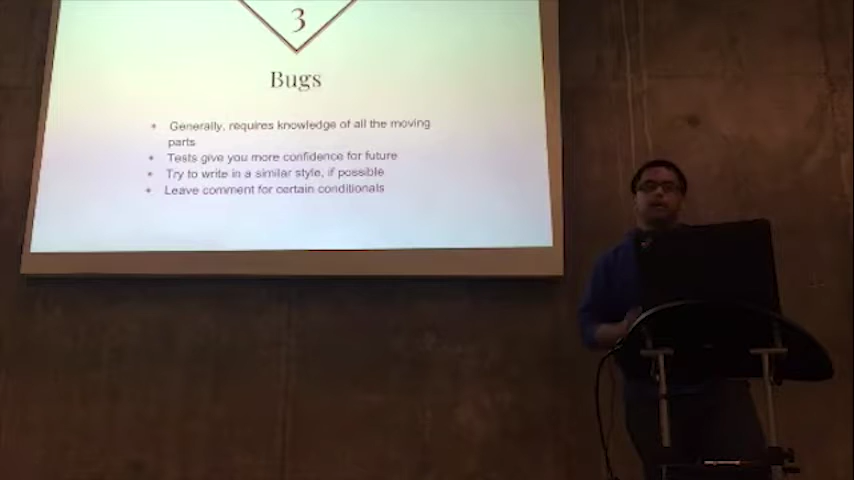 3
Bugs
Generally, requires knowledge of all the moving
parts
Tests give you more confidence for future
Try to write in a similar style, if possible
Leave comment for certain conditionals